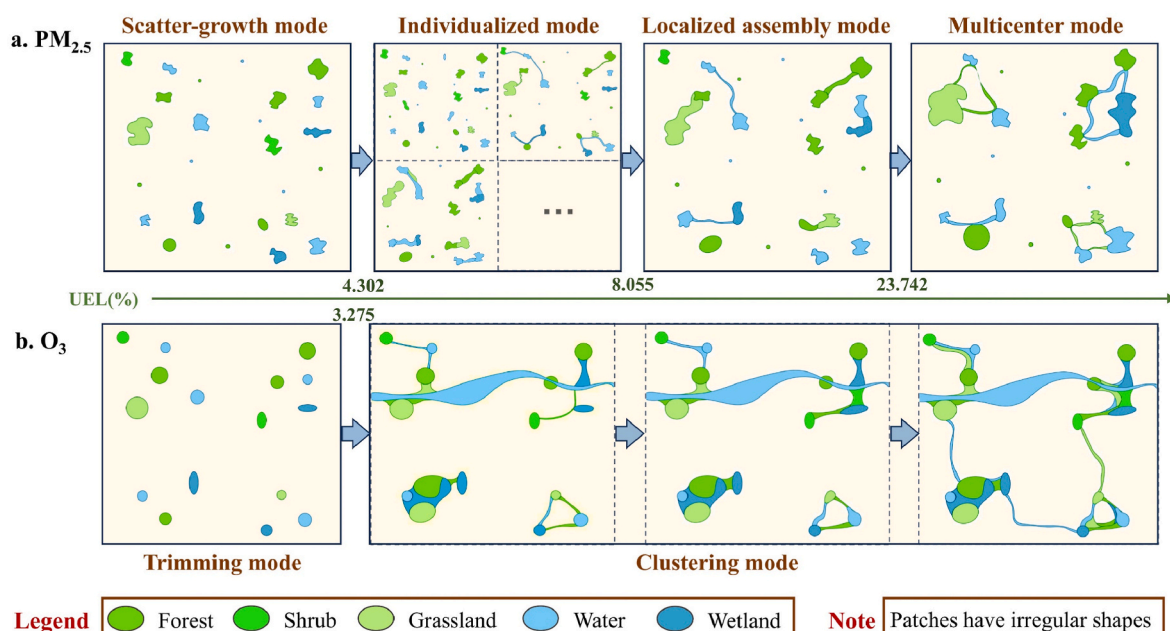 Scatter-growth mode Individualized mode Localized assembly mode Multicenter mode
a. PM2.5
...
4.302 8.055 23.742
UEL(%)
3.275
b. O3
Trimming mode Clustering mode
Legend Forest Shrub Grassland Water Wetland Note Patches have irregular shapes